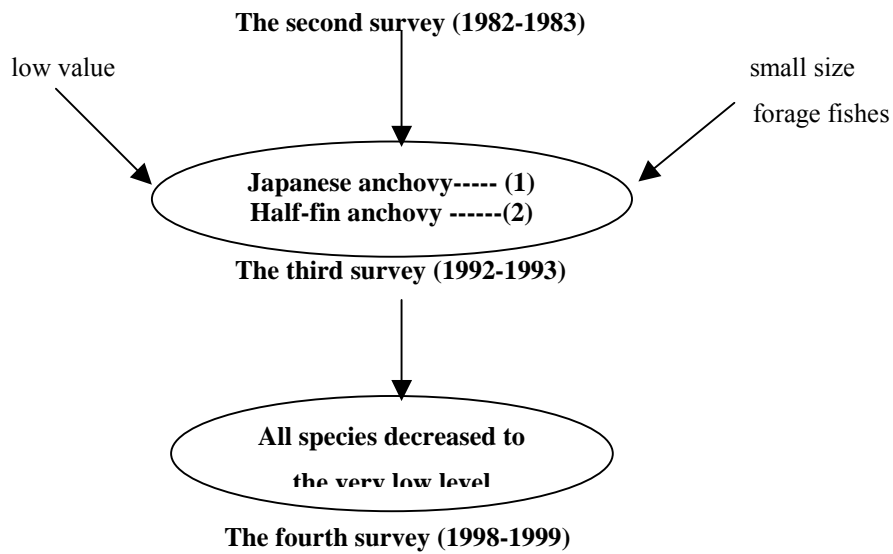 The second survey (1982-1983)
low value
small size
forage fishes
Japanese anchovy----- (1)
Half-fin anchovy ------(2)
The third survey (1992-1993)
All species decreased to
the very low level
The fourth survey (1998-1999)